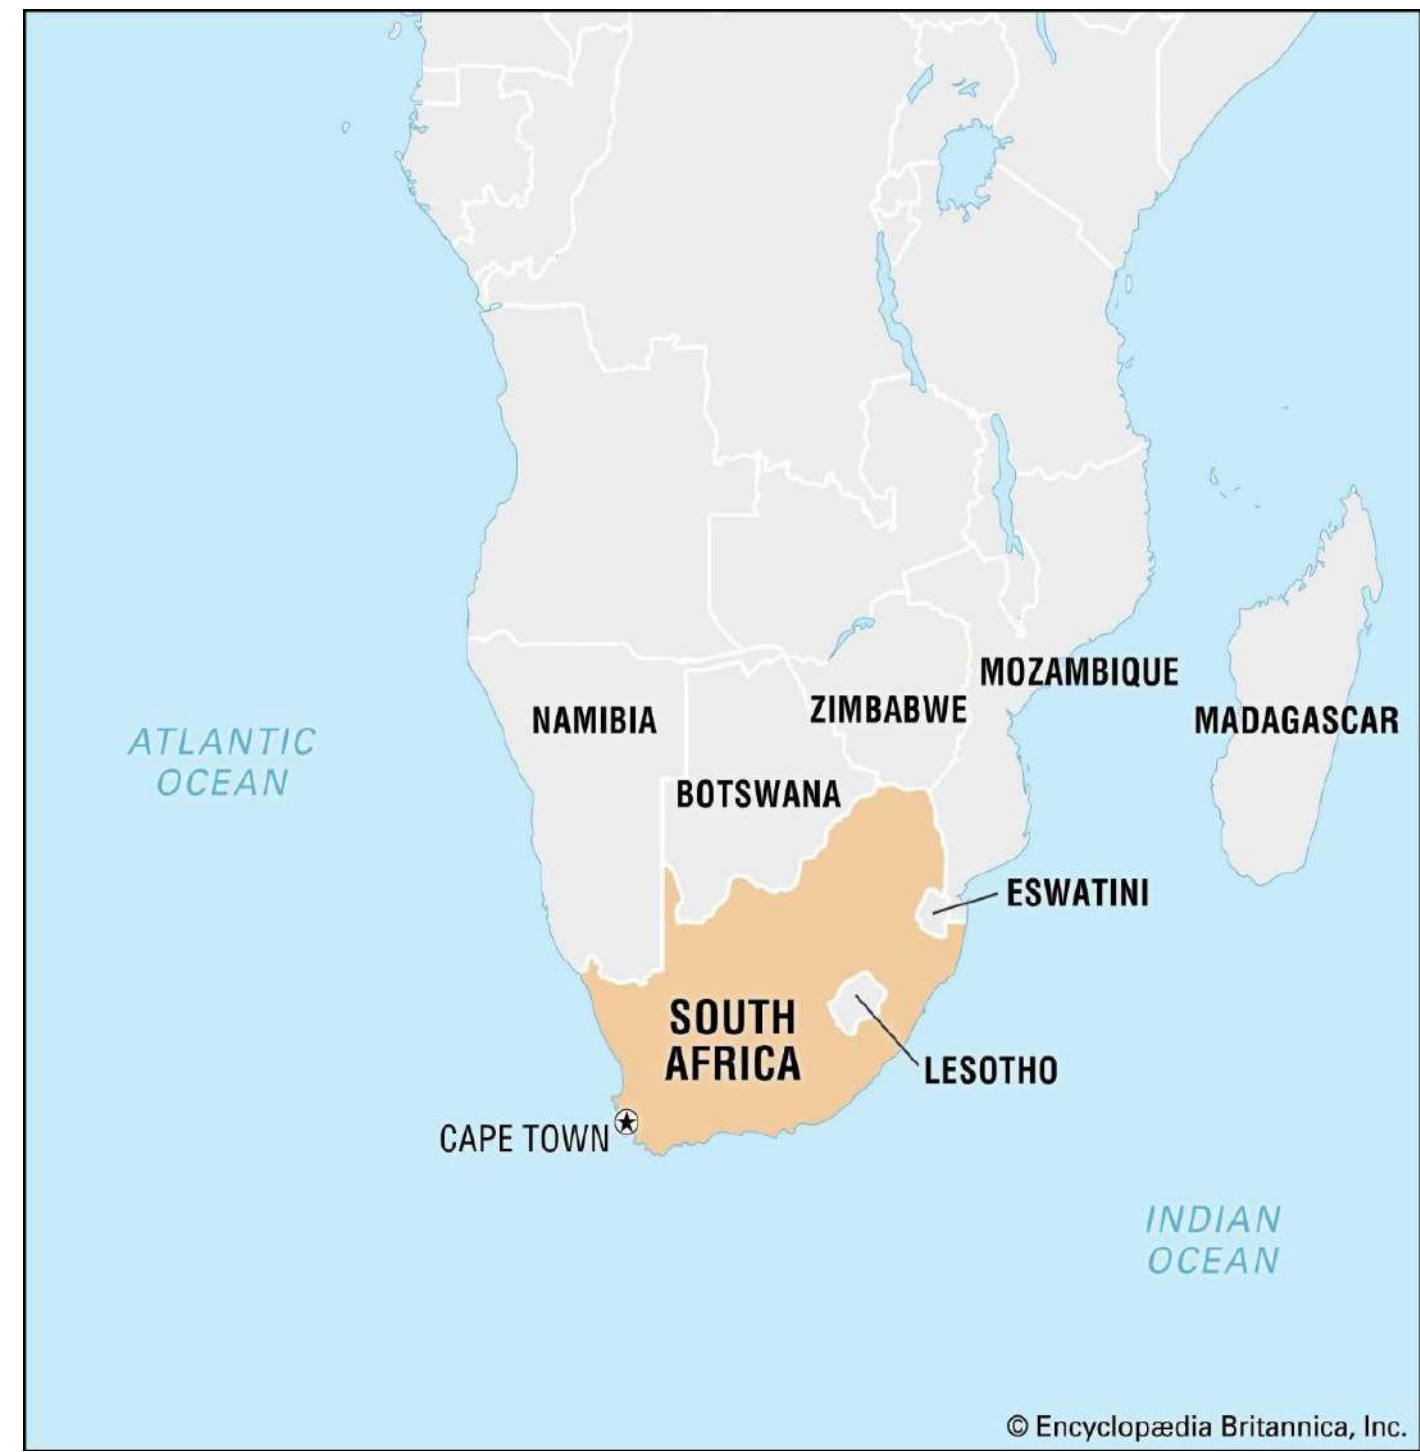 MOZAMBIQUE
ZIMBABWE
NAMIBIA
MADAGASCAR
ATLANTIC
OCEAN
BOTSWANA
ESWATINI
SOUTH
AFRICA
LESOTHO
CAPE TOWN
INDIAN
OCEAN
© Encyclopædia Britannica, Inc.